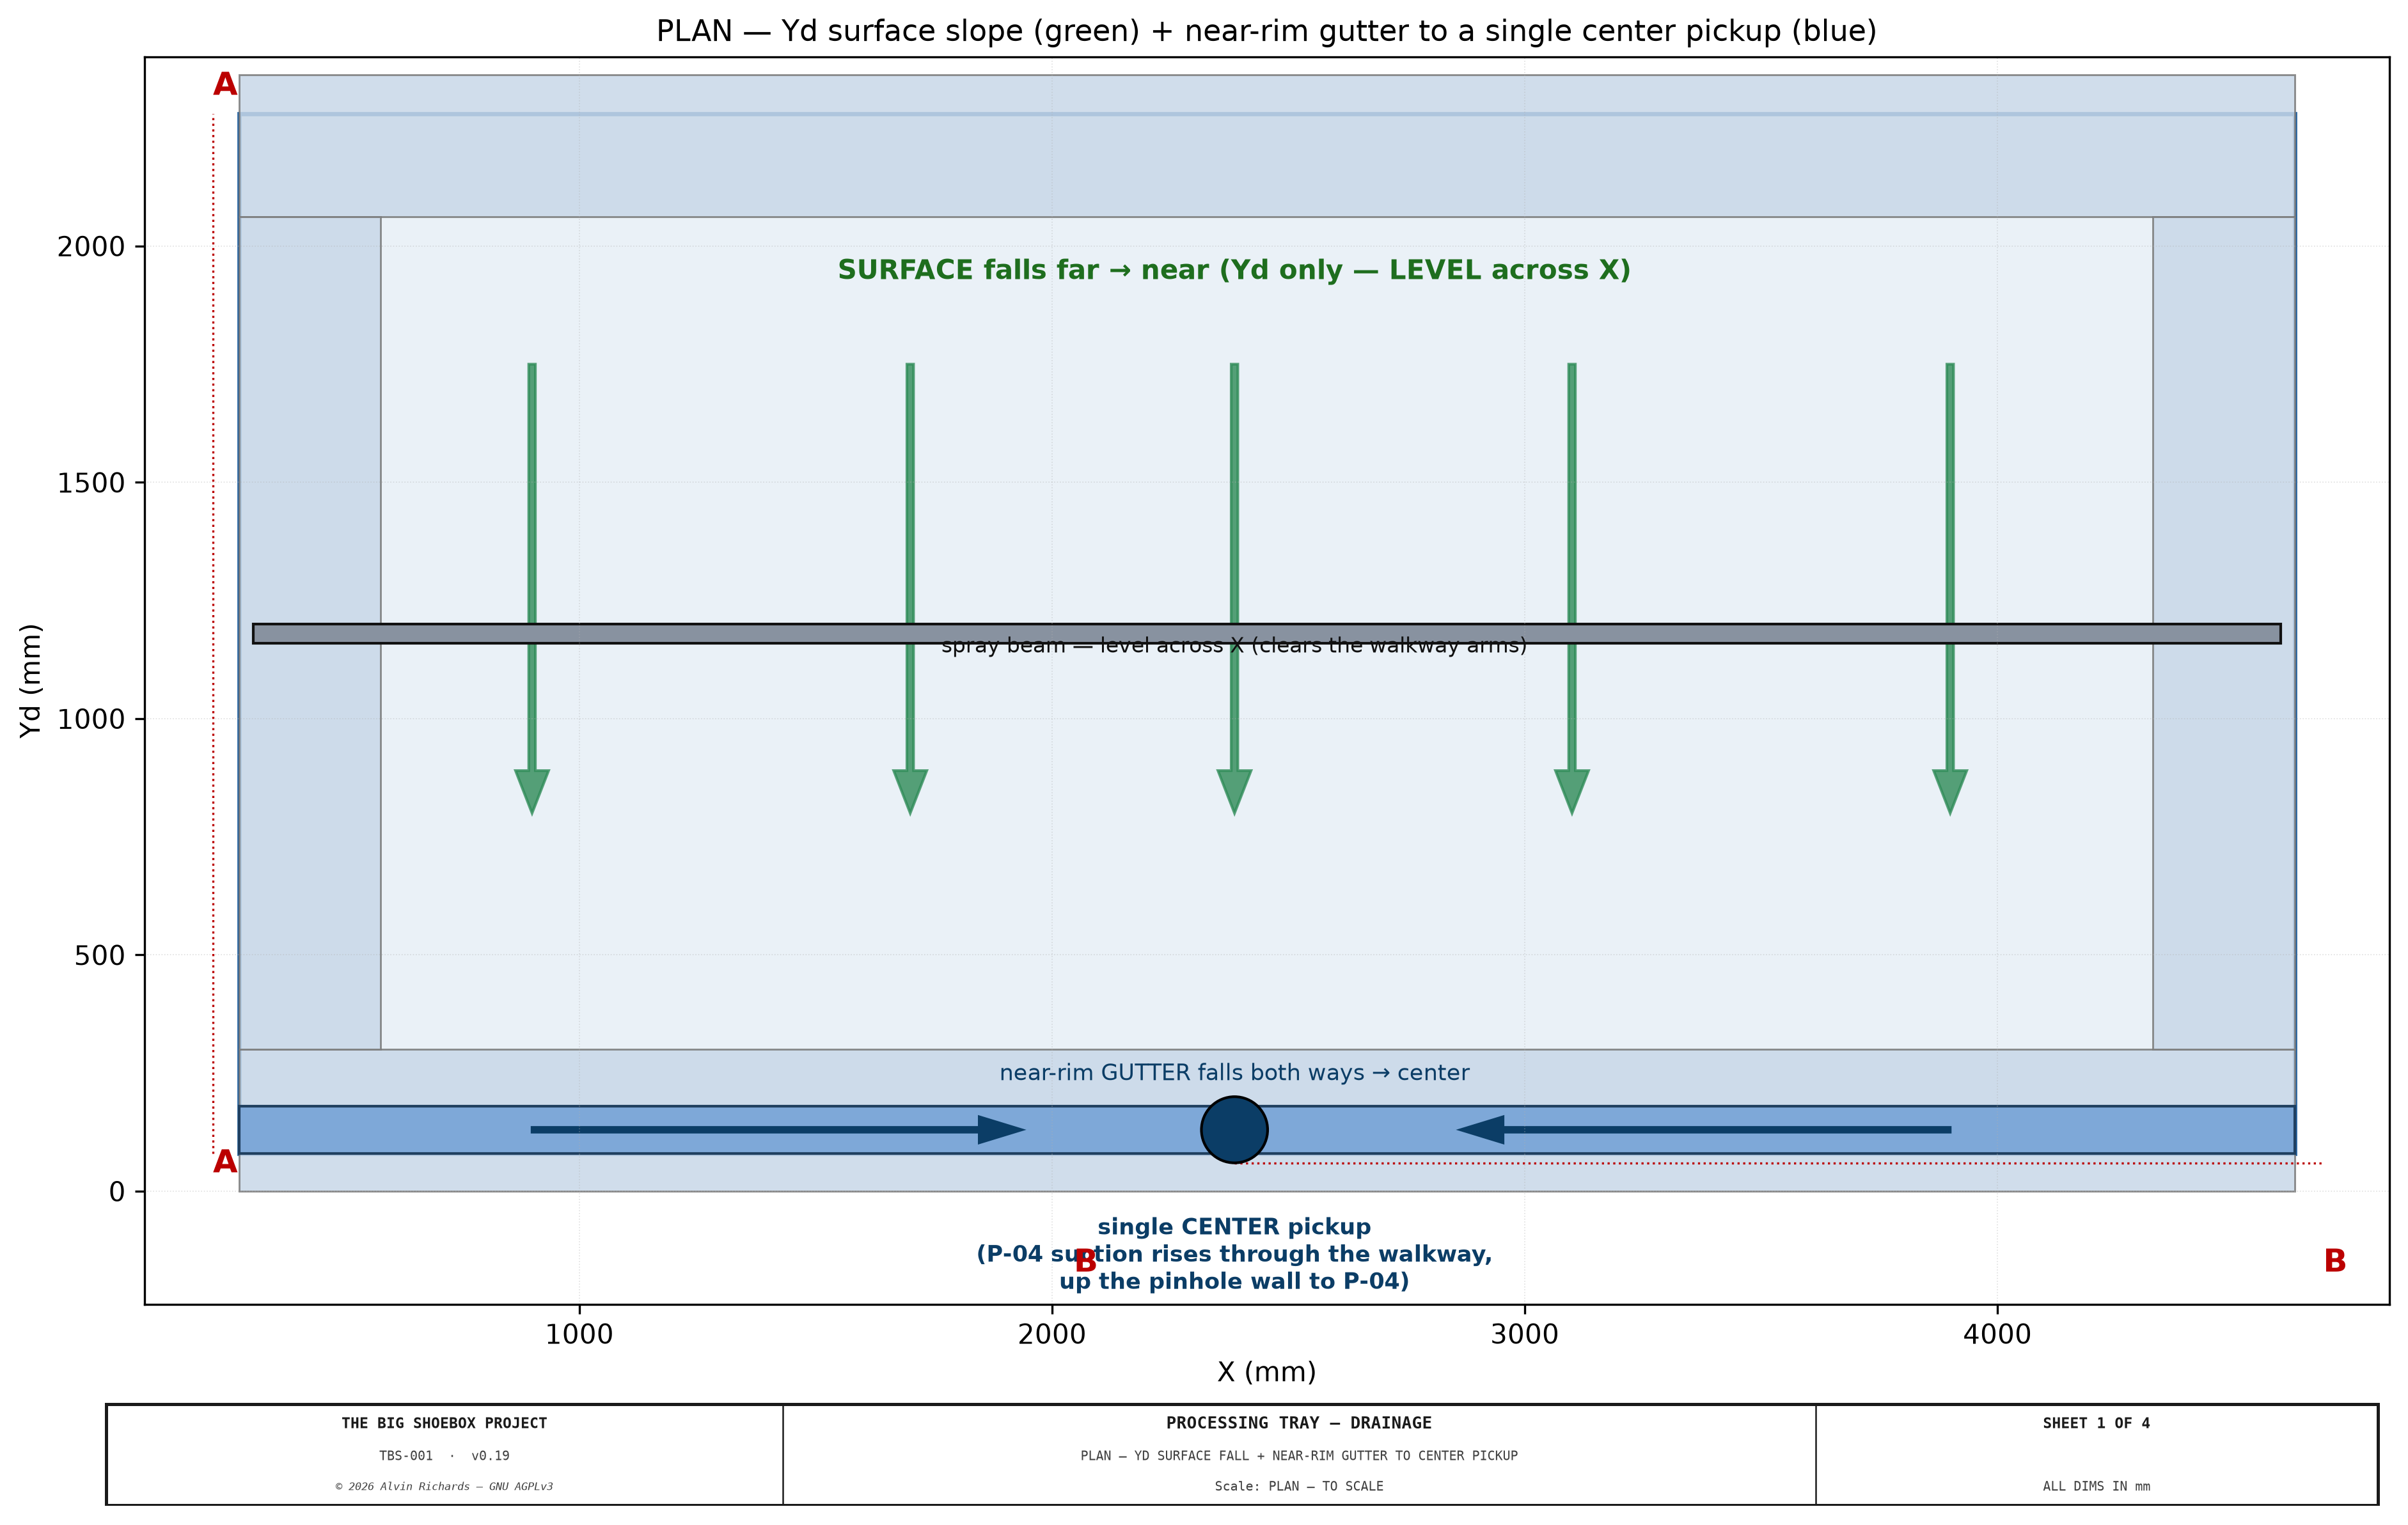 PLAN — Yd surface slope (green) + near-rim gutter to a single center pickup (blue)
A
2000
SURFACE falls far → near (Yd only — LEVEL across X)
1500
spray beam — level across X (clears the walkway arms)
Yd (mm)
1000
500
near-rim GUTTER falls both ways → center
A
0
single CENTER pickup
(P-04 suction rises through the walkway,
B
B
up the pinhole wall to P-04)
1000
2000
3000
4000
X (mm)
THE BIG SHOEBOX PROJECT
TBS-001 · v0.19
© 2026 Alvin Richards — GNU AGPLv3
PROCESSING TRAY — DRAINAGE
PLAN — YD SURFACE FALL + NEAR-RIM GUTTER TO CENTER PICKUP
Scale: PLAN — TO SCALE
SHEET 1 OF 4
ALL DIMS IN mm